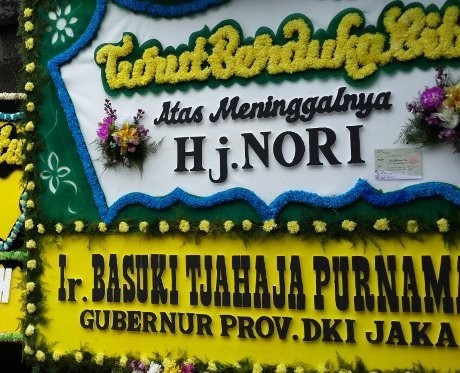 Turut Berduka
Atas Meninggalnya
Hj.NORI
Ir. BASUKI TJAHAJA PURNAMA
GUBERNUR PROV. DKI JAKA